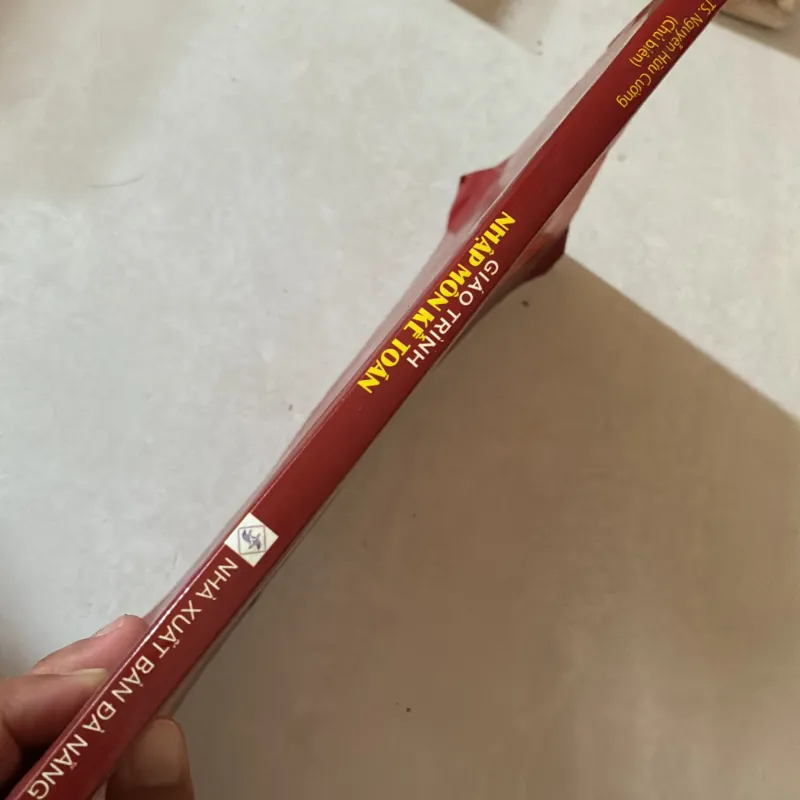 TS. Nguyễn Hữu Cường
(Chủ biên)
GIÁO TRÌNH
NHẬP MÔN KẾ TOÁN
NHÀ XUẤT BẢN ĐÀ NẴNG